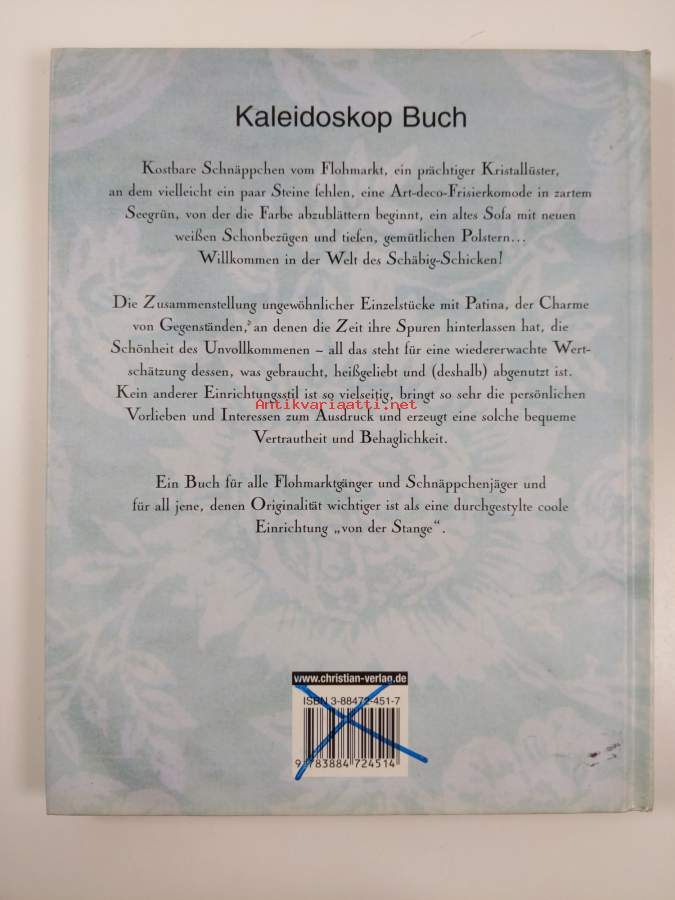 Kaleidoskop Buch
Kostbare Schnäppchen vom Flohmarkt, ein prächtiger Kristallüster,
an dem vielleicht ein paar Steine fehlen, eine Art-deco-Frisierkomode in zartem
Seegrün, von der die Farbe abzublättern beginnt, ein altes Sofa mit neuen
weißen Schonbezügen und tiefen, gemütlichen Polstern...
Willkommen in der Welt des Schäbig-Schicken!
Die Zusammenstellung ungewöhnlicher Einzelstücke mit Patina, der Charme
von Gegenständen, an denen die Zeit ihre Spuren hinterlassen hat, die
Schönheit des Unvollkommenen – all das steht für eine wiedererwachte Wert-
schätzung dessen, was gebraucht, heißgeliebt und (deshalb) abgenutzt ist.
Kein anderer Einrichtungsstil ist so vielseitig, bringt so sehr die persönlichen
Antikvariaatti.net
Vorlieben und Interessen zum Ausdruck und erzeugt eine solche bequeme
Vertrautheit und Behaglichkeit.
Ein Buch für alle Flohmarktgänger und Schnäppchenjäger und
für all jene, denen Originalität wichtiger ist als eine durchgestylte coole
Einrichtung „von der Stange“.
www.christian-verlag.de
ISBN 3-88472-451-7
9 783884 724514